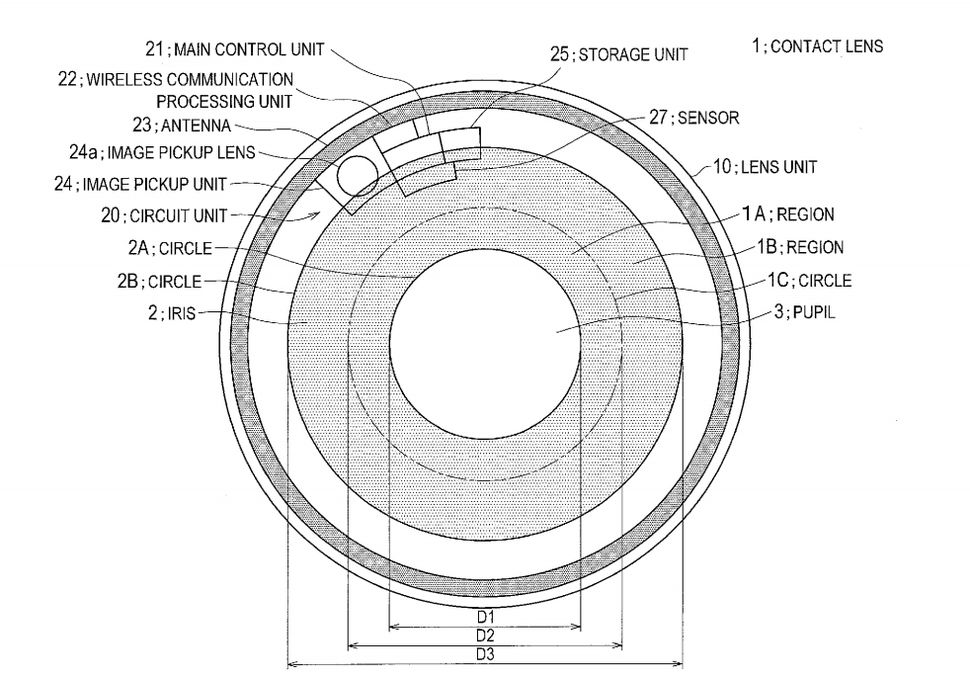 21; MAIN CONTROL UNIT
22; WIRELESS COMMUNICATION
PROCESSING UNIT
23; ANTENNA
24a; IMAGE PICKUP LENS
24; IMAGE PICKUP UNIT
20; CIRCUIT UNIT
2A; CIRCLE
2B; CIRCLE
2; IRIS
25; STORAGE UNIT
1; CONTACT LENS
27; SENSOR
10; LENS UNIT
1A; REGION
1B; REGION
1C; CIRCLE
3; PUPIL
D1
D2
D3